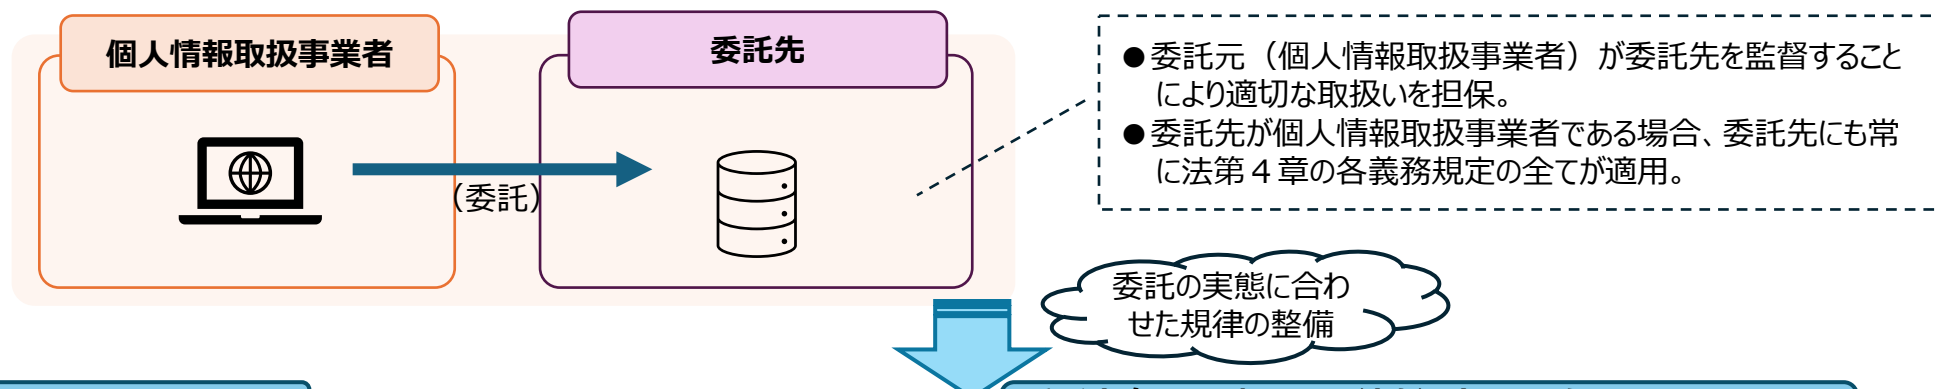 個人情報取扱事業者
委託先
（委託）
●委託元（個人情報取扱事業者）が委託先を監督すること
により適切な取扱いを担保。
●委託先が個人情報取扱事業者である場合、委託先にも常
に法第４章の各義務規定の全てが適用。
委託の実態に合わ
せた規律の整備